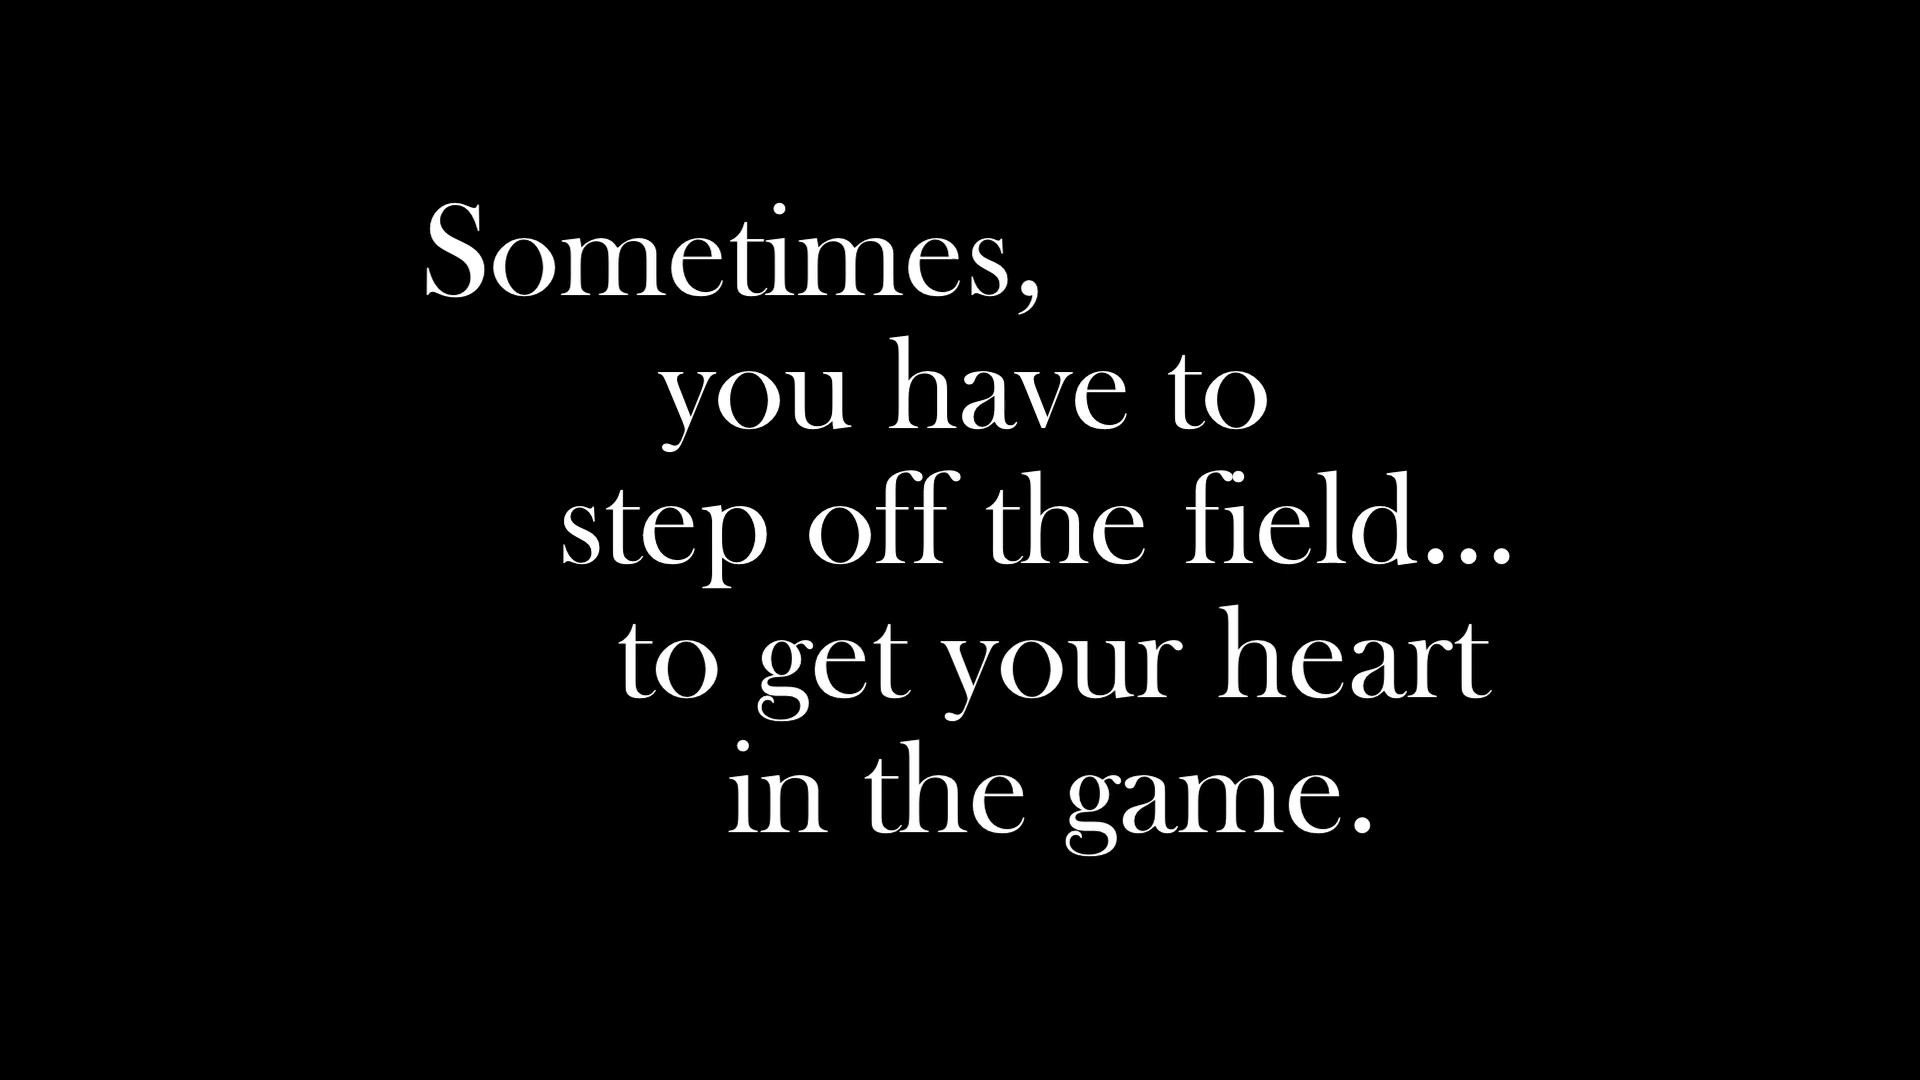 Sometimes,
you have to
step off the field...
to get your heart
in the game.